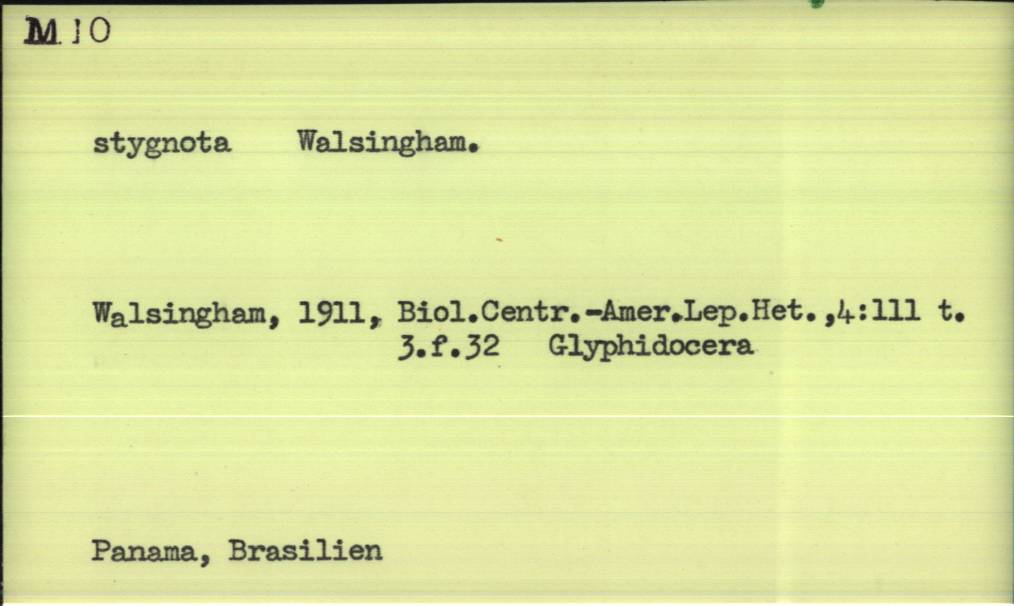 M.10
stygnota Walsingham.
Walsingham, 1911, Biol.Centr.-Amer.Lep.Het.,4:111 t.
3.f.32 Glyphidocera
Panama, Brasilien